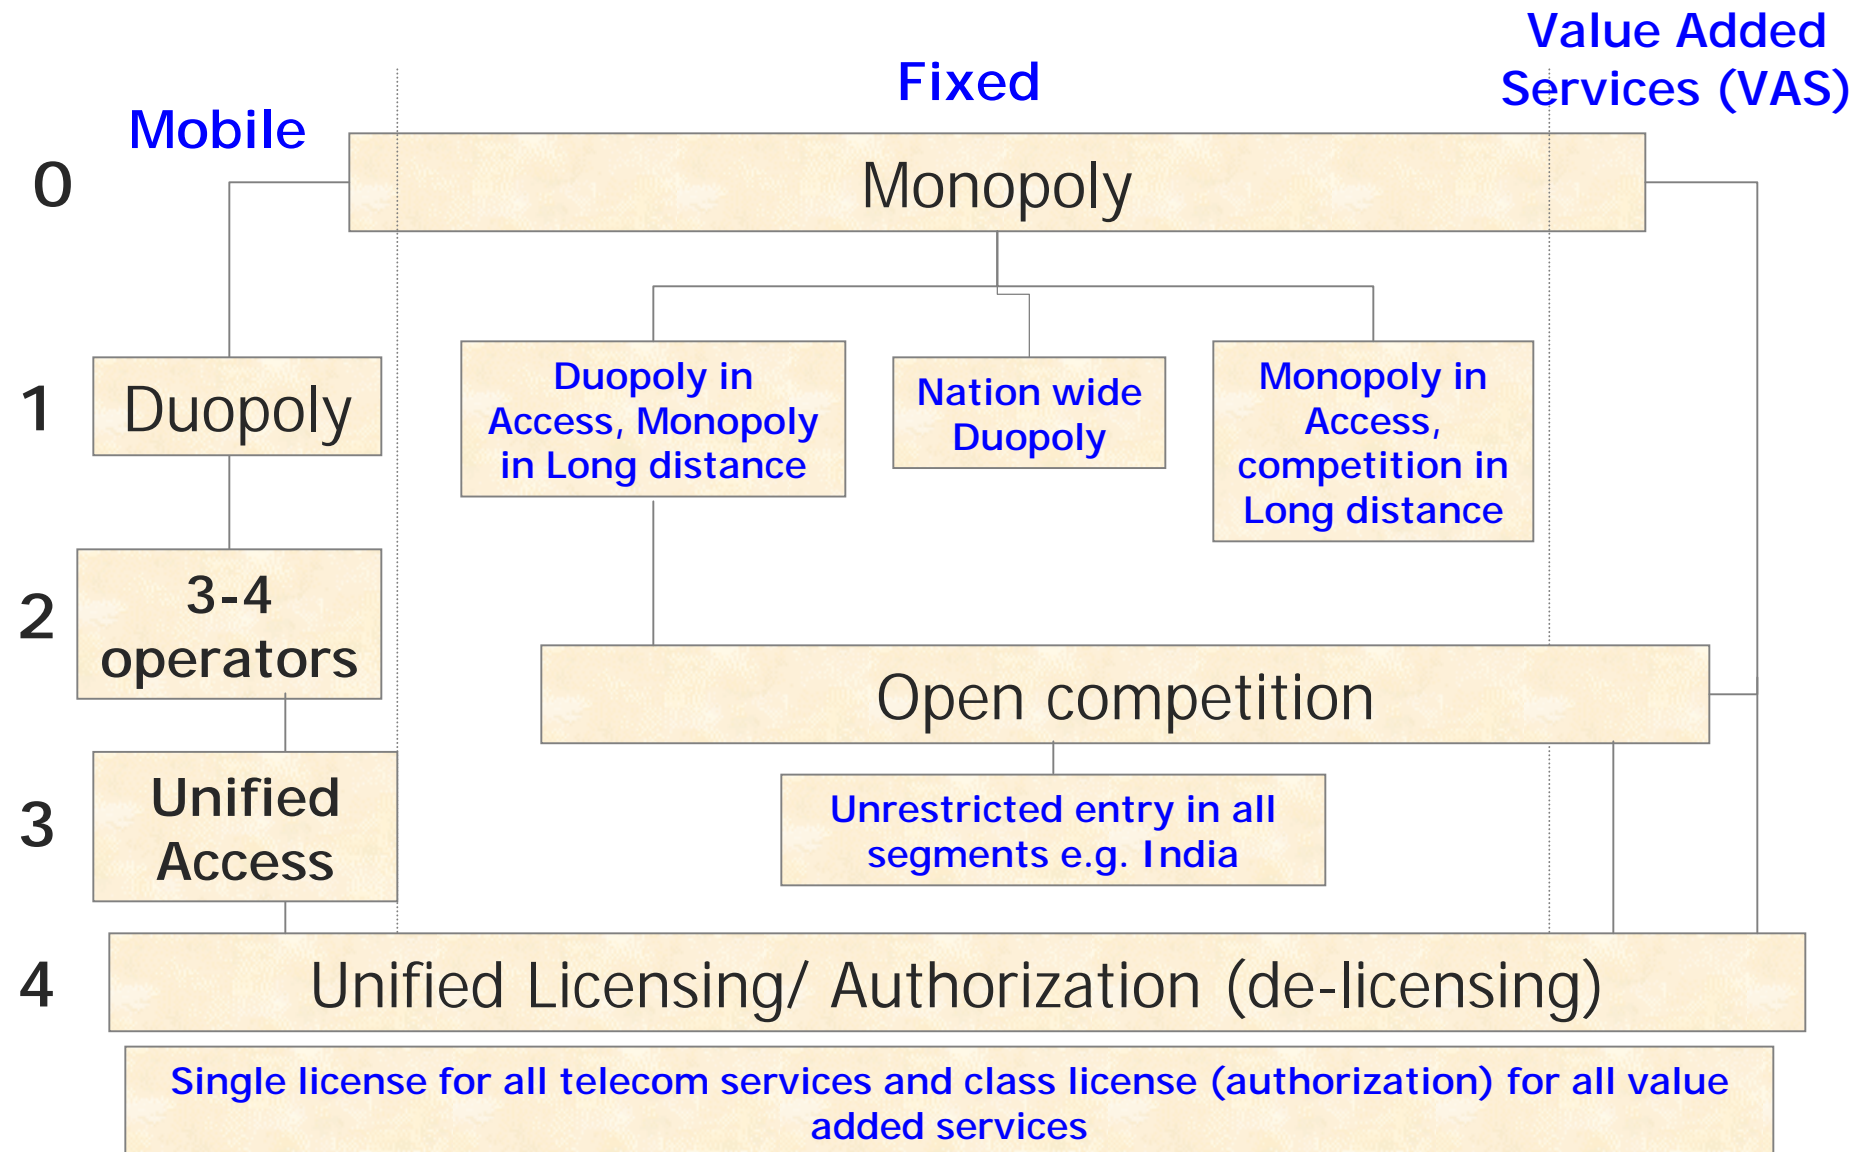 Value Added
Services (VAS)
Fixed
Mobile
0
Monopoly
1
Duopoly
Duopoly in
Access, Monopoly
in Long distance
Nation wide
Duopoly
Monopoly in
Access,
competition in
Long distance
2
3-4
operators
Open competition
3
Unified
Access
Unrestricted entry in all
segments e.g. India
4
Unified Licensing/ Authorization (de-licensing)
Single license for all telecom services and class license (authorization) for all value
added services